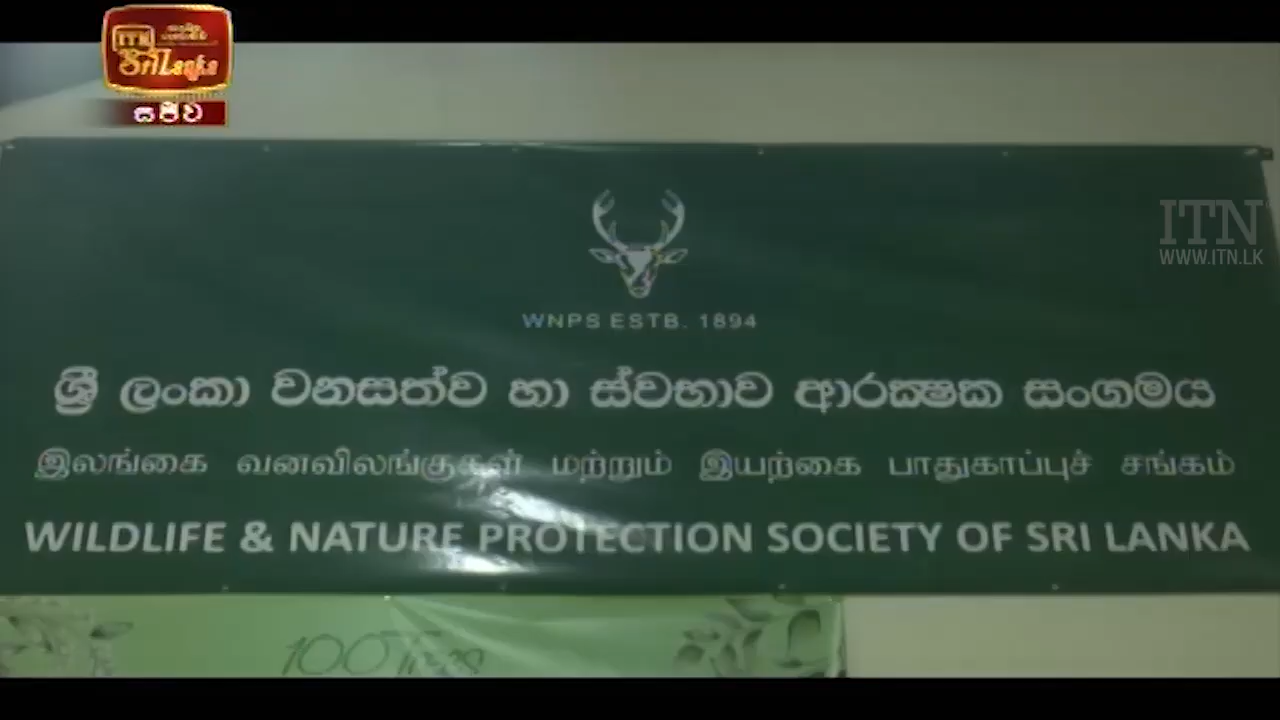 ITN
Sri Lanka
සජීව
ITN
WWW.ITN.LK
WNPS ESTB. 1894
ශ්‍රී ලංකා වනසත්ව හා ස්වභාව ආරක්ෂක සංගමය
இலங்கை வனவிலங்குகள் மற்றும் இயற்கை பாதுகாப்புச் சங்கம்
WILDLIFE & NATURE PROTECTION SOCIETY OF SRI LANKA
100